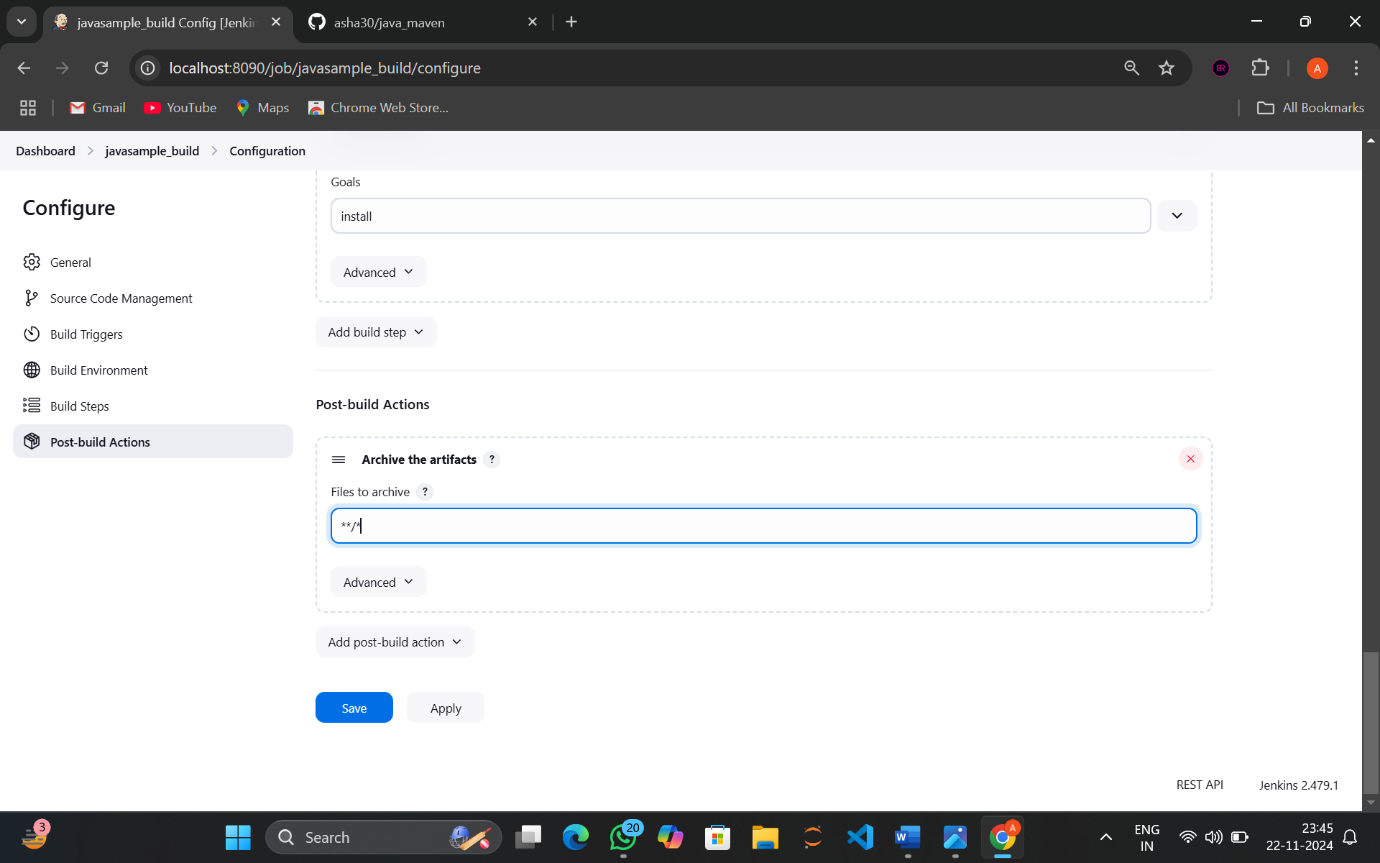 javasample_build Config [Jenkin
asha30/java_maven
localhost:8090/job/javasample_build/configure
BR
A
Gmail
YouTube
Maps
Chrome Web Store...
All Bookmarks
Dashboard > javasample_build > Configuration
Configure
General
Source Code Management
Build Triggers
Build Environment
Build Steps
Post-build Actions
Goals
install
Advanced
Add build step
Post-build Actions
Archive the artifacts ?
Files to archive ?
**/*
Advanced
Add post-build action
Save
Apply
REST API
Jenkins 2.479.1
3
Search
20
A
ENG
IN
23:45
22-11-2024